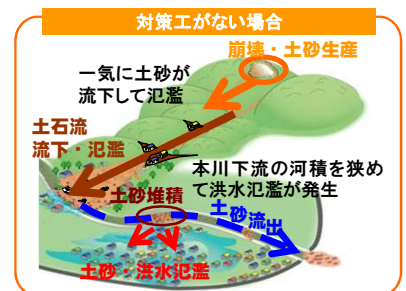 対策工がない場合
崩壊・土砂生産
一気に土砂が
流下して氾濫
土石流
流下・氾濫
本川下流の河積を狭め
て洪水氾濫が発生
土砂堆積
土砂流出
土砂・洪水氾濫